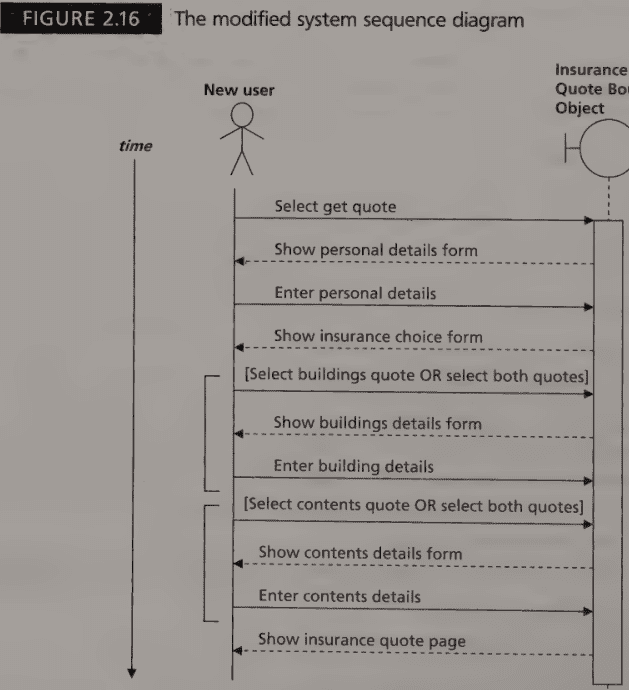 FIGURE 2.16 The modified system sequence diagram
Insurance
New user
Quote
Object
time
Select get quote
Show personal details form
Enter personal details
Show insurance choice form
[Select buildings quote OR select both quotes]
Show buildings details form
Enter building details
[Select contents quote OR select both quotes]
Show contents details form
Enter contents details
Show insurance quote page